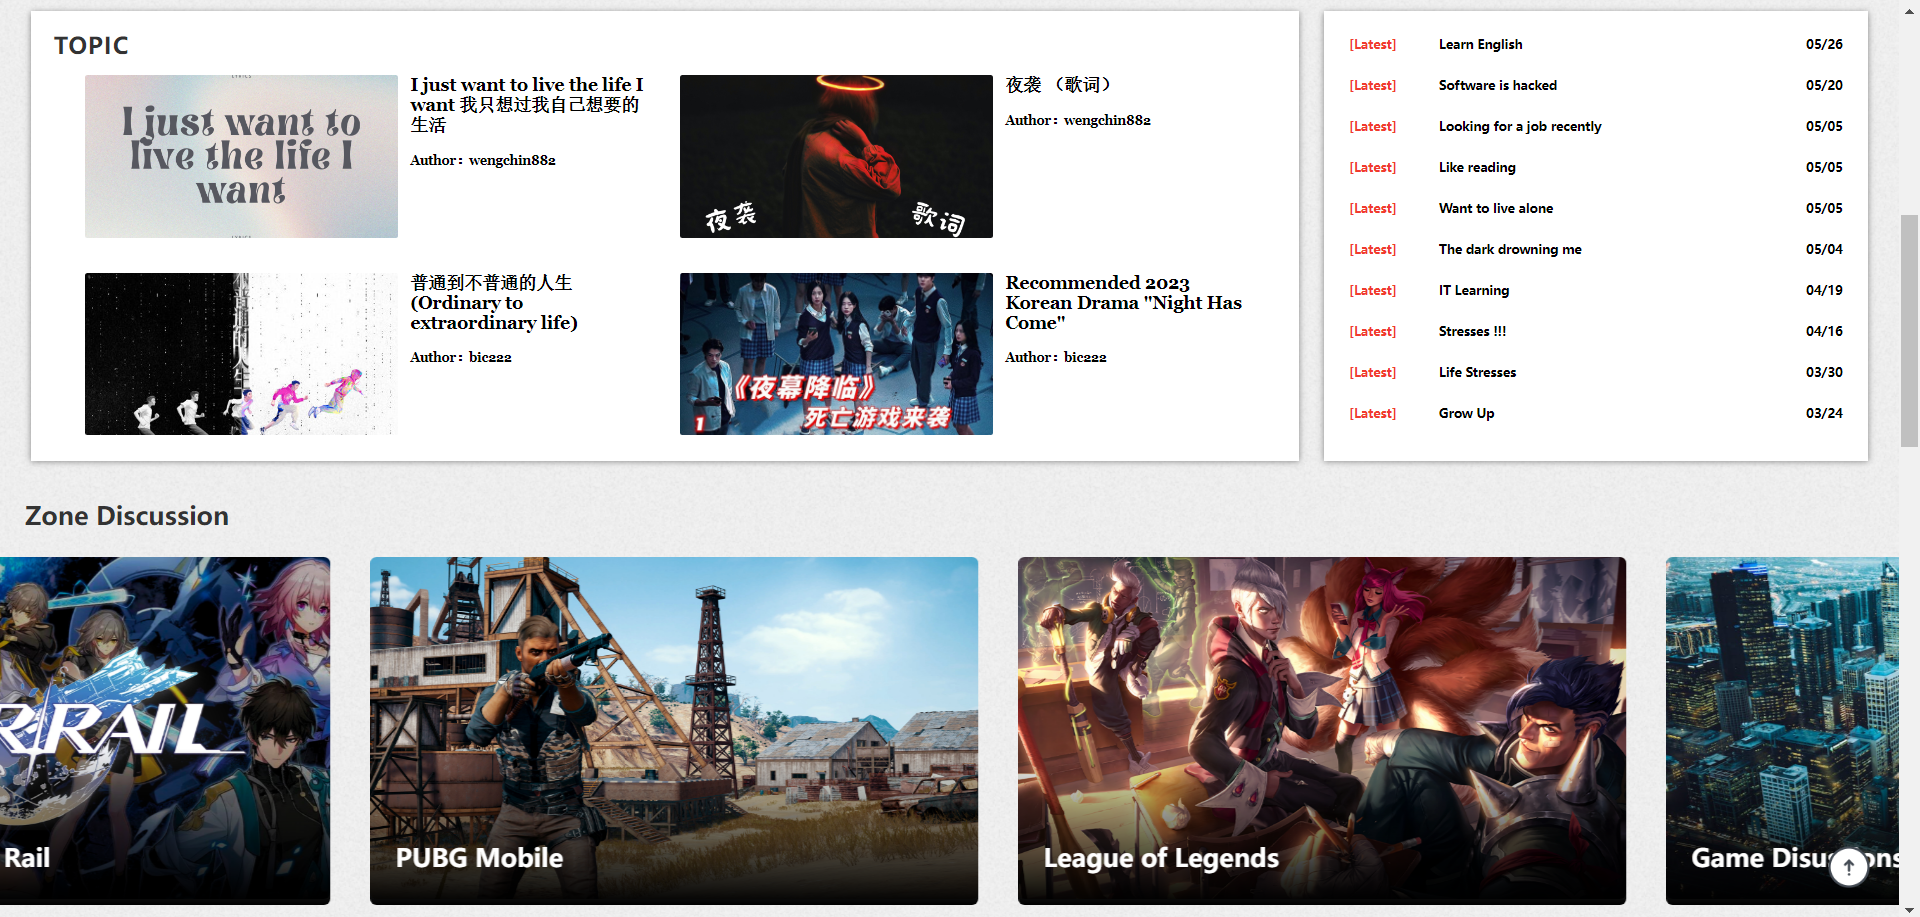 TOPIC
LYRICS
I just want to
live the life I
want
LYRICS
I just want to live the life I
want 我只想过我自己想要的
生活
Author：wengchin882
夜袭
歌词
夜袭 （歌词）
Author：wengchin882
普通到不普通的人生
(Ordinary to
extraordinary life)
Author：bic222
《夜幕降临》
死亡游戏来袭
1
Recommended 2023
Korean Drama "Night Has
Come"
Author：bic222
[Latest] Learn English 05/26
[Latest] Software is hacked 05/20
[Latest] Looking for a job recently 05/05
[Latest] Like reading 05/05
[Latest] Want to live alone 05/05
[Latest] The dark drowning me 05/04
[Latest] IT Learning 04/19
[Latest] Stresses !!! 04/16
[Latest] Life Stresses 03/30
[Latest] Grow Up 03/24
Zone Discussion
RAIL
Rail
PUBG Mobile
League of Legends
Game